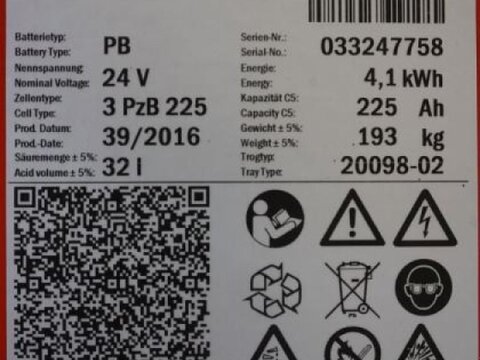 Batterietyp:
Battery Type: PB
Nennspannung:
Nominal Voltage: 24 V
Zellentype:
Cell Type: 3 PzB 225
Prod. Datum:
Prod.-Date: 39/2016
Säuremenge ± 5%:
Acid volume ± 5%: 32 l
Serien-Nr.:
Serial-No.: 033247758
Energie:
Energy: 4,1 kWh
Kapazität C5:
Capacity C5: 225 Ah
Gewicht ± 5%:
Weight ± 5%: 193 kg
Trogtyp:
Tray Type: 20098-02
Pb